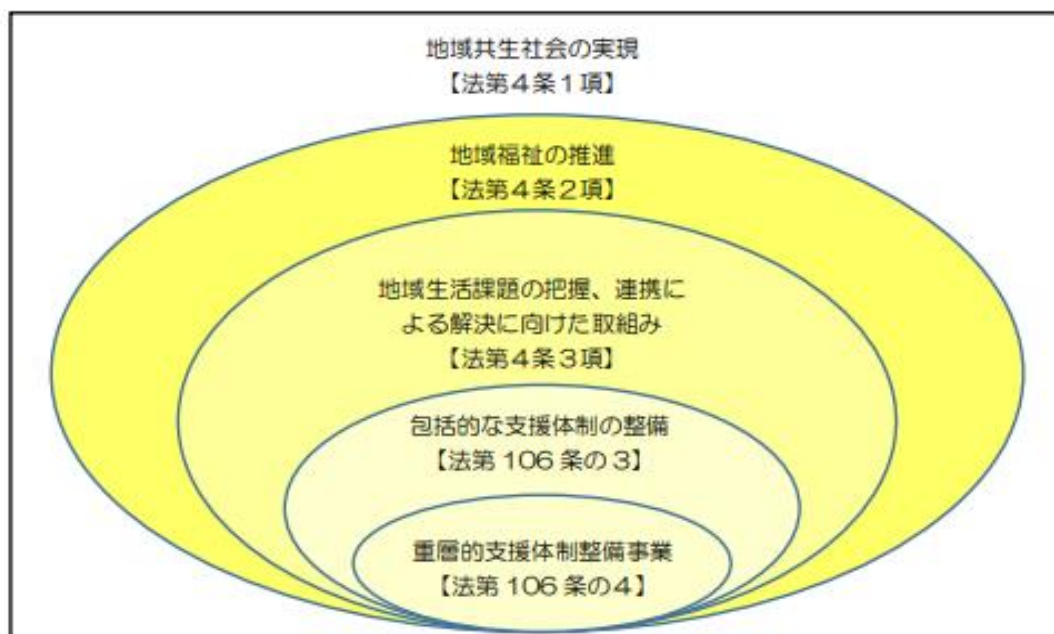 地域共生社会の実現
【法第４条１項】
地域福祉の推進
【法第４条２項】
地域生活課題の把握、連携に
よる解決に向けた取組み
【法第４条３項】
包括的な支援体制の整備
【法第 106 条の３】
重層的支援体制整備事業
【法第 106 条の４】